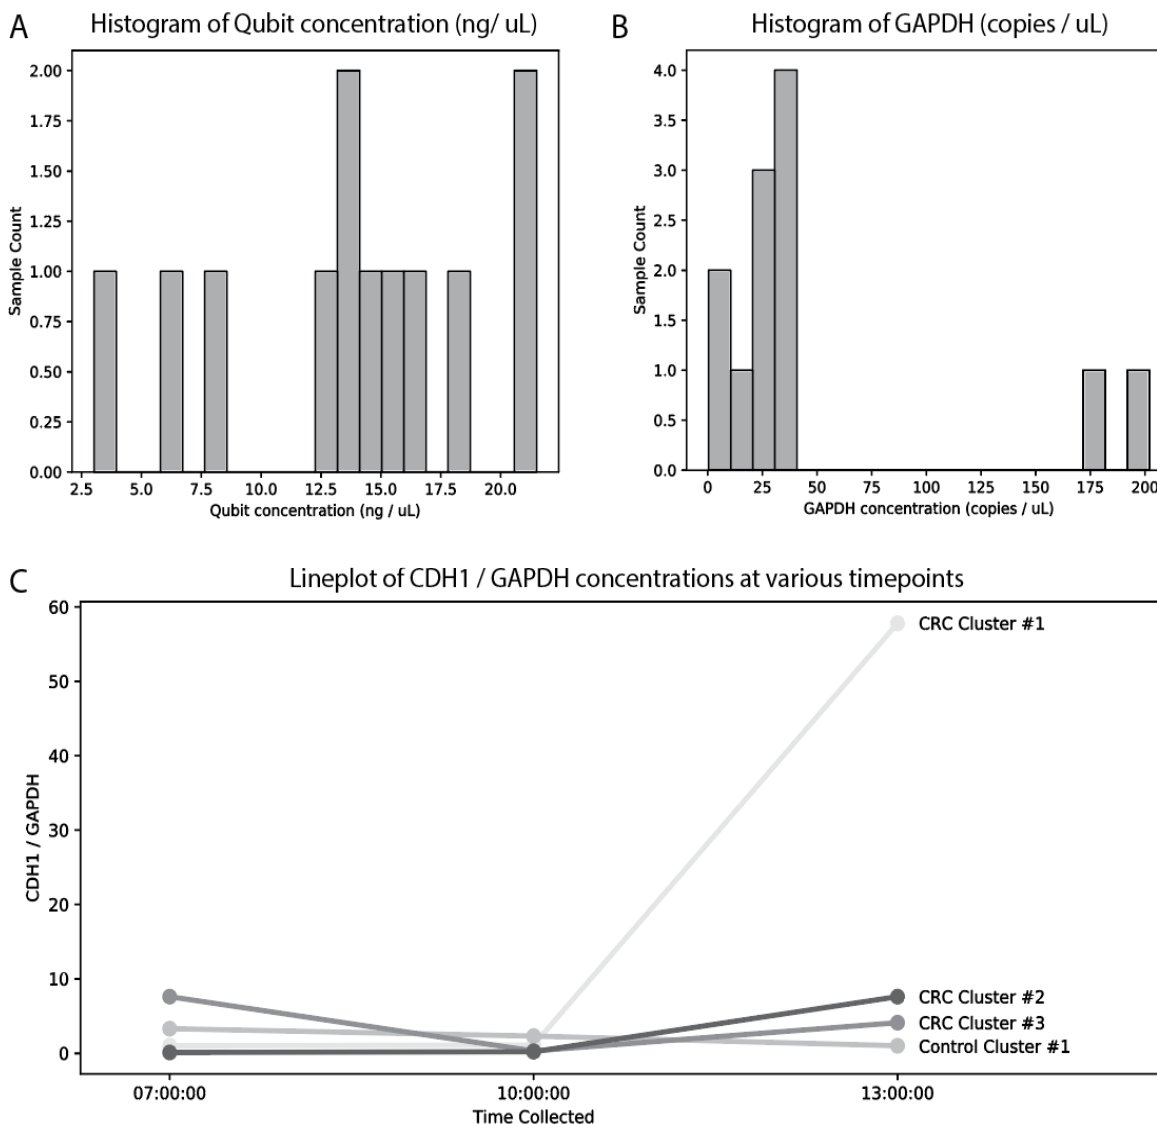 A
Histogram of Qubit concentration (ng/ uL)
2.00
1.75
1.50
1.25
1.00
0.75
0.50
0.25
0.00
Sample Count
2.5 5.0 7.5 10.0 12.5 15.0 17.5 20.0
Qubit concentration (ng / uL)
B
Histogram of GAPDH (copies / uL)
4.0
3.5
3.0
2.5
2.0
1.5
1.0
0.5
0.0
Sample Count
0 25 50 75 100 125 150 175 200
GAPDH concentration (copies / uL)
C
Lineplot of CDH1 / GAPDH concentrations at various timepoints
60
50
40
30
20
10
0
CDH1 / GAPDH
CRC Cluster #1
CRC Cluster #2
CRC Cluster #3
Control Cluster #1
07:00:00 10:00:00 13:00:00
Time Collected